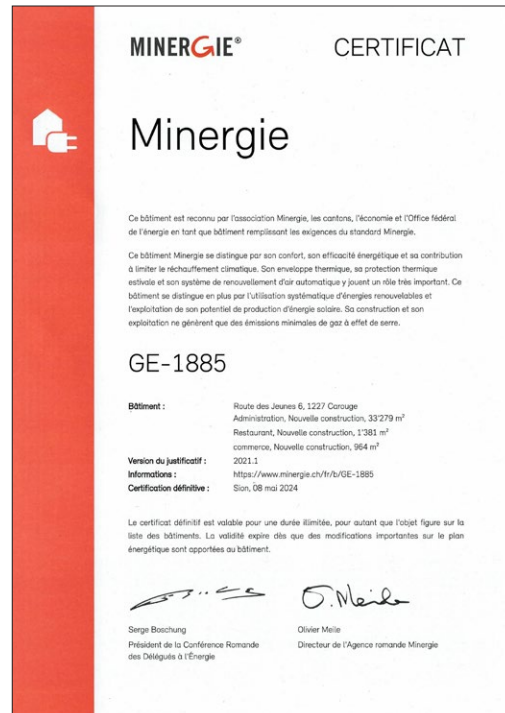 MINERGIE® CERTIFICAT
Minergie
Ce bâtiment est reconnu par l'association Minergie, les cantons, l'économie et l'Office fédéral
de l'énergie en tant que bâtiment remplissant les exigences du standard Minergie.
Ce bâtiment Minergie se distingue par son confort, son efficacité énergétique et sa contribution
à limiter le réchauffement climatique. Son enveloppe thermique, sa protection thermique
estivale et son système de renouvellement d'air automatique y jouent un rôle très important. Ce
bâtiment se distingue en plus par l'utilisation systématique d'énergies renouvelables et
l'exploitation de son potentiel de production d'énergie solaire. Sa construction et son
exploitation ne génèrent que des émissions minimales de gaz à effet de serre.
GE-1885
Bâtiment : Route des Jeunes 6, 1227 Carouge
Administration, Nouvelle construction, 33'279 m²
Restaurant, Nouvelle construction, 1'381 m²
commerce, Nouvelle construction, 964 m²
Version du justificatif : 2021.1
Informations : https://www.minergie.ch/fr/b/GE-1885
Certification définitive : Sion, 08 mai 2024
Le certificat définitif est valable pour une durée illimitée, pour autant que l'objet figure sur la
liste des bâtiments. La validité expire dès que des modifications importantes sur le plan
énergétique sont apportées au bâtiment.
O. Meile
Serge Boschung Olivier Meile
Président de la Conférence Romande Directeur de l'Agence romande Minergie
des Délégués à l'Énergie